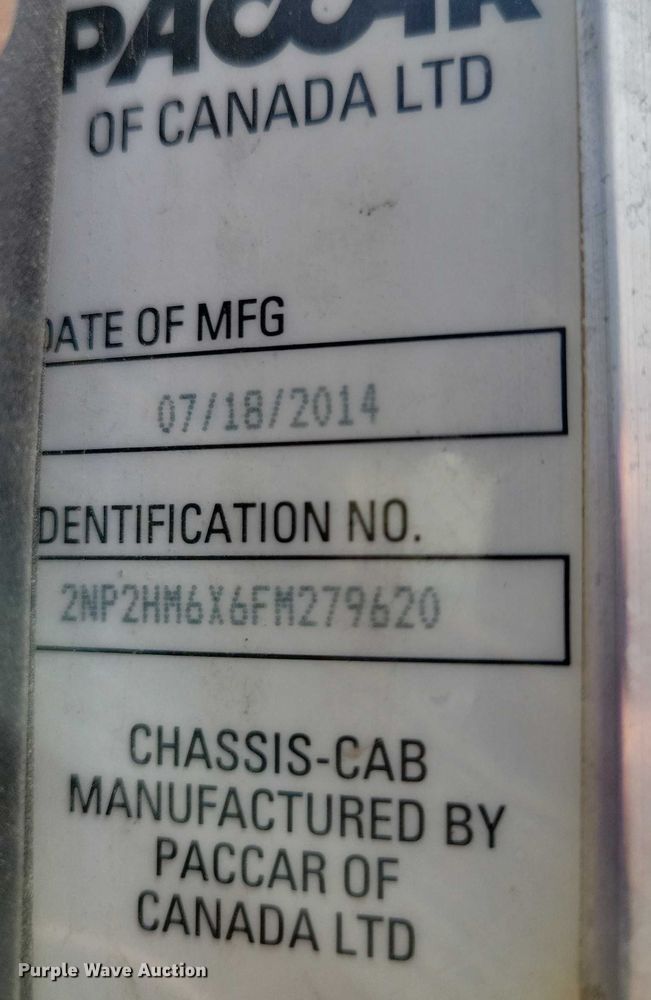 PACCAR
OF CANADA LTD
DATE OF MFG
07/18/2014
DENTIFICATION NO.
2NP2HM6X6FM279620
CHASSIS-CAB
MANUFACTURED BY
PACCAR OF
CANADA LTD
Purple Wave Auction